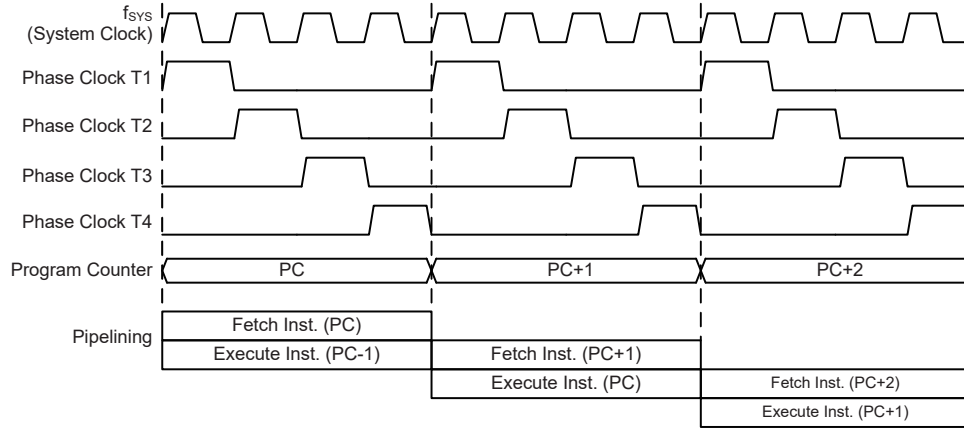 fSYS
(System Clock)
Phase Clock T1
Phase Clock T2
Phase Clock T3
Phase Clock T4
Program Counter PC PC+1 PC+2
Pipelining
Fetch Inst. (PC)
Execute Inst. (PC-1) Fetch Inst. (PC+1)
Execute Inst. (PC) Fetch Inst. (PC+2)
Execute Inst. (PC+1)